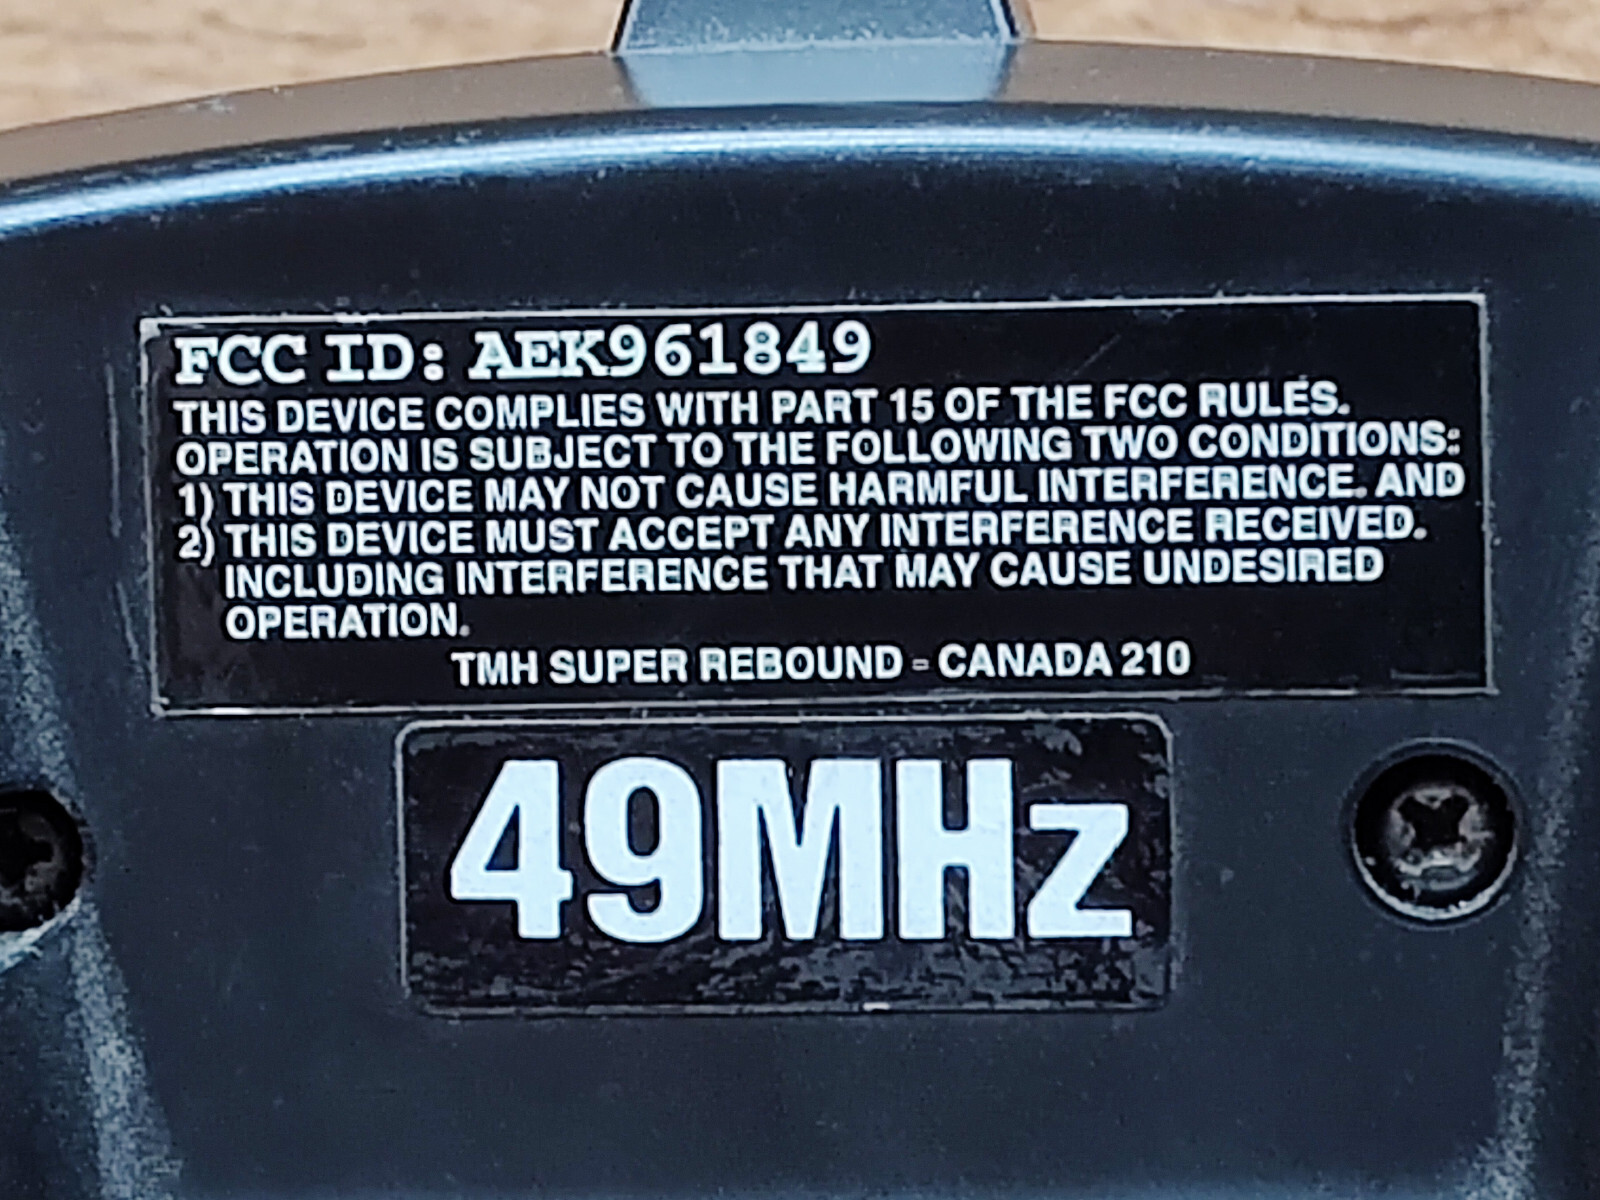 FCC ID: AEK961849
THIS DEVICE COMPLIES WITH PART 15 OF THE FCC RULES.
OPERATION IS SUBJECT TO THE FOLLOWING TWO CONDITIONS:
1) THIS DEVICE MAY NOT CAUSE HARMFUL INTERFERENCE. AND
2) THIS DEVICE MUST ACCEPT ANY INTERFERENCE RECEIVED.
INCLUDING INTERFERENCE THAT MAY CAUSE UNDESIRED
OPERATION.
TMH SUPER REBOUND - CANADA 210
49MHz